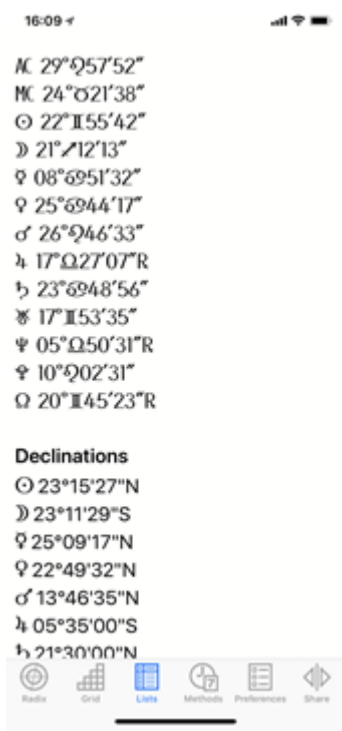 16:09
AC 29°♌57'52"
MC 24°♉21'38"
☉ 22°♊55'42"
☽ 21°♐12'13"
☿ 08°♋51'32"
♀ 25°♋44'17"
♂ 26°♌46'33"
♃ 17°♎27'07"R
♄ 23°♋48'56"
♅ 17°♊53'35"
♆ 05°♎50'31"R
♇ 10°♌02'31"
☊ 20°♊45'23"R
Declinations
☉ 23°15'27"N
☽ 23°11'29"S
☿ 25°09'17"N
♀ 22°49'32"N
♂ 13°46'35"N
♃ 05°35'00"S
♄ 21°30'00"N
Radix Grid Lists Methods Preferences Share